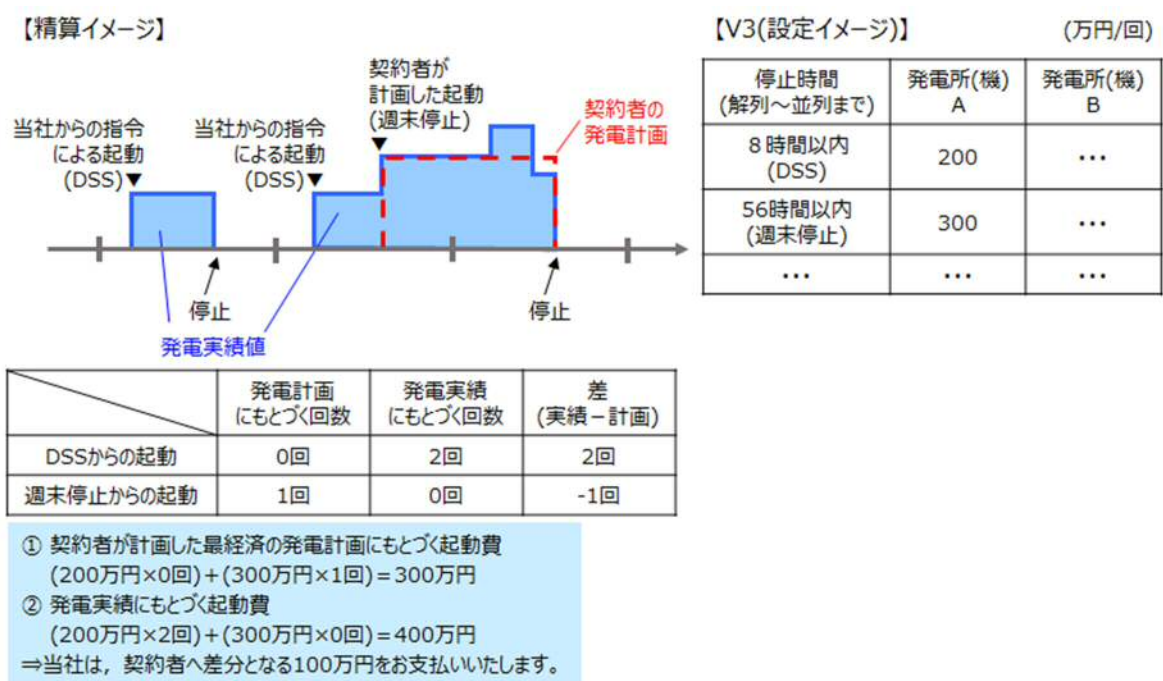 【精算イメージ】
契約者が
計画した起動
(週末停止)
契約者の
発電計画
当社からの指令
による起動
(DSS)▼
当社からの指令
による起動
(DSS)▼
▼
停止
停止
発電実績値
【V3(設定イメージ)】 (万円/回)
停止時間
(解列～並列まで)
発電所(機)
A
発電所(機)
B
8時間以内
(DSS)
200
・・・
56時間以内
(週末停止)
300
・・・
・・・
・・・
・・・
発電計画
にもとづく回数
発電実績
にもとづく回数
差
(実績－計画)
DSSからの起動
0回
2回
2回
週末停止からの起動
1回
0回
-1回
① 契約者が計画した最経済の発電計画にもとづく起動費
(200万円×0回)+(300万円×1回)=300万円
② 発電実績にもとづく起動費
(200万円×2回)+(300万円×0回)=400万円
⇒当社は，契約者へ差分となる100万円をお支払いいたします。